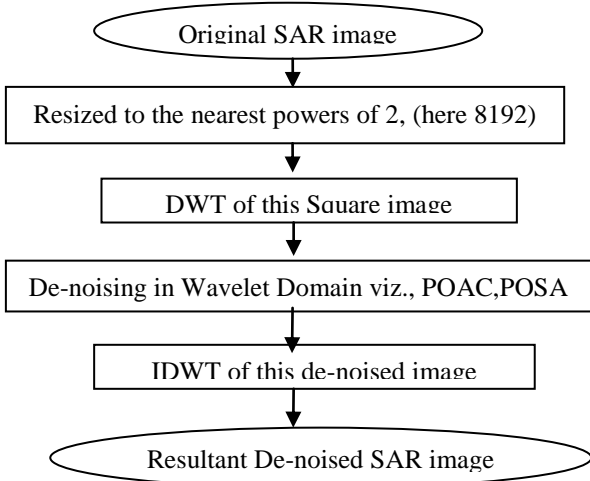 Original SAR image
Resized to the nearest powers of 2, (here 8192)
DWT of this Square image
De-noising in Wavelet Domain viz., POAC,POSA
IDWT of this de-noised image
Resultant De-noised SAR image